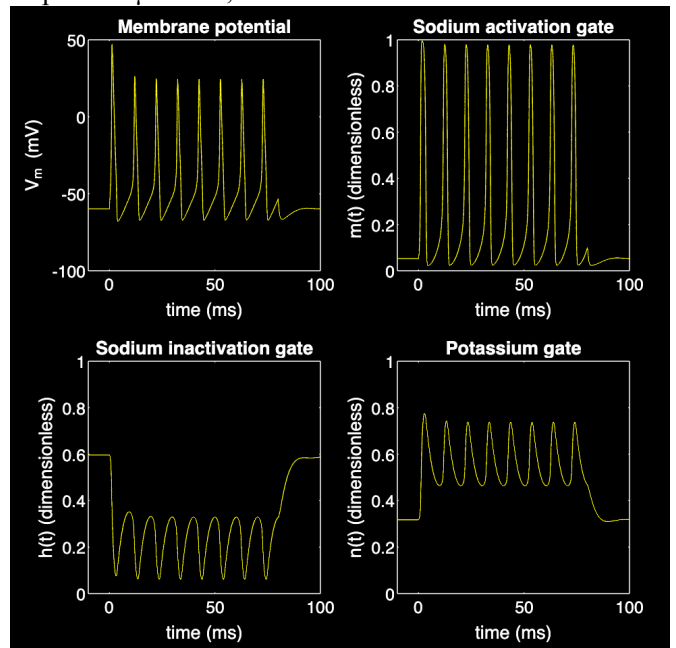 Membrane potential
50
0
-50
-100
V_m (mV)
0 50 100
time (ms)
Sodium activation gate
1
0.8
0.6
0.4
0.2
0
m(t) (dimensionless)
0 50 100
time (ms)
Sodium inactivation gate
1
0.8
0.6
0.4
0.2
0
h(t) (dimensionless)
0 50 100
time (ms)
Potassium gate
1
0.8
0.6
0.4
0.2
0
n(t) (dimensionless)
0 50 100
time (ms)